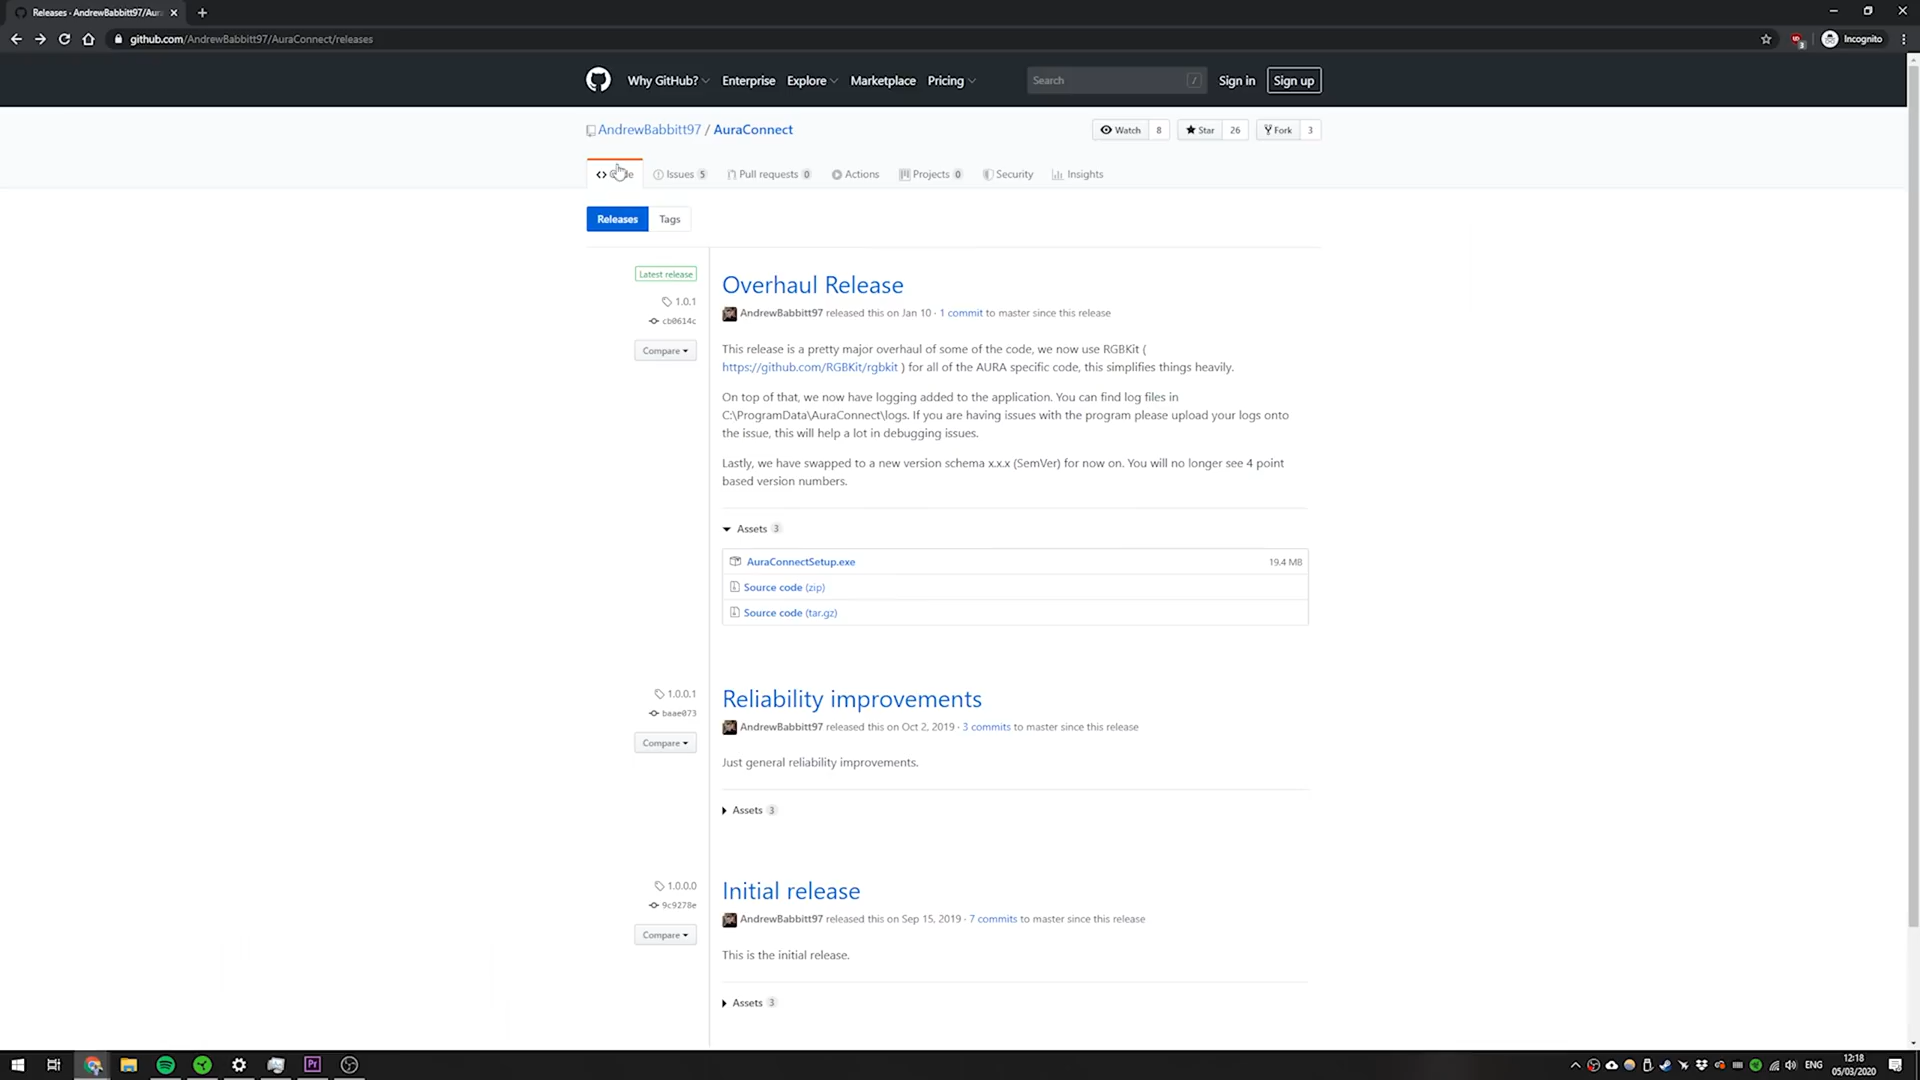 Releases · AndrewBabbitt97/Aur
github.com/AndrewBabbitt97/AuraConnect/releases
Incognito
Why GitHub? Enterprise Explore Marketplace Pricing
Search /
Sign in Sign up
AndrewBabbitt97 / AuraConnect
Watch 8 Star 26 Fork 3
Issues 5 Pull requests 0 Actions Projects 0 Security Insights
Releases Tags
Latest release
1.0.1
cb0614c
Compare
Overhaul Release
AndrewBabbitt97 released this on Jan 10 · 1 commit to master since this release
This release is a pretty major overhaul of some of the code, we now use RGBKit (
https://github.com/RGBKit/rgbkit ) for all of the AURA specific code, this simplifies things heavily.
On top of that, we now have logging added to the application. You can find log files in
C:\ProgramData\AuraConnect\logs. If you are having issues with the program please upload your logs onto
the issue, this will help a lot in debugging issues.
Lastly, we have swapped to a new version schema x.x.x (SemVer) for now on. You will no longer see 4 point
based version numbers.
Assets 3
AuraConnectSetup.exe 19.4 MB
Source code (zip)
Source code (tar.gz)
1.0.0.1
baae073
Compare
Reliability improvements
AndrewBabbitt97 released this on Oct 2, 2019 · 3 commits to master since this release
Just general reliability improvements.
Assets 3
1.0.0.0
9c9278e
Compare
Initial release
AndrewBabbitt97 released this on Sep 15, 2019 · 7 commits to master since this release
This is the initial release.
Assets 3
Pr
ENG
12:18
05/03/2020